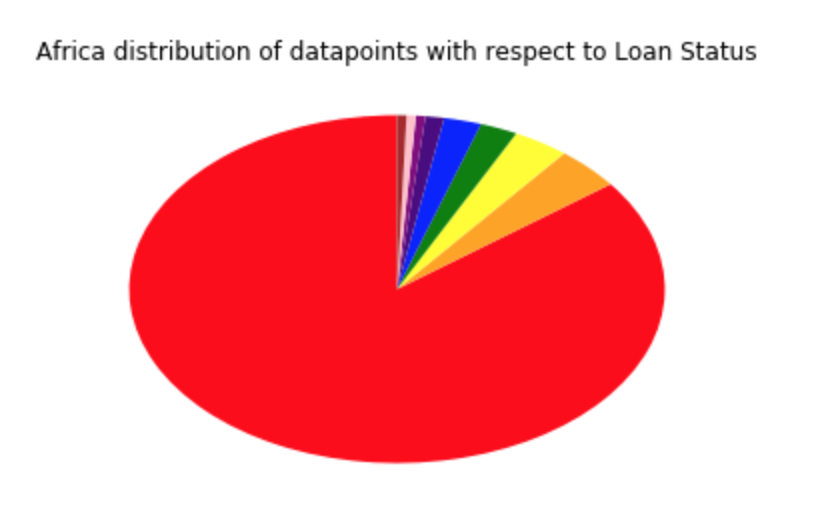 Africa distribution of datapoints with respect to Loan Status